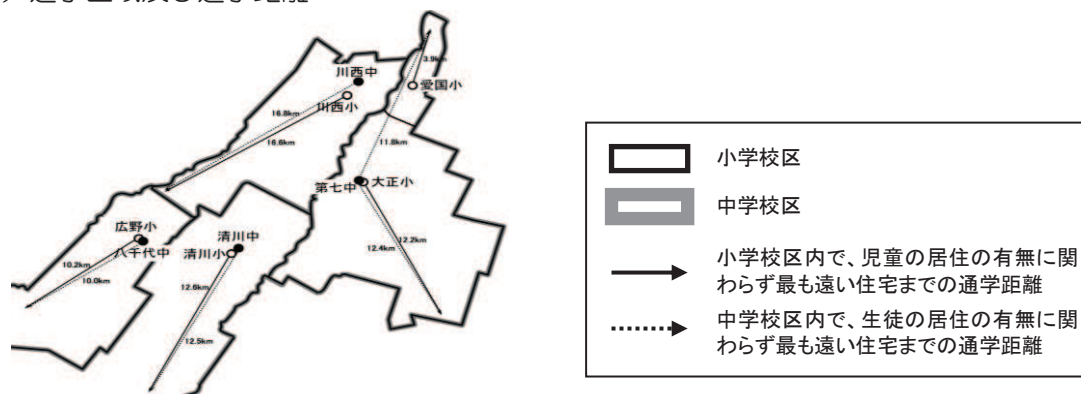 3.9km
川西中
愛国小
川西小
16.8km
16.6km
11.8km
第七中
大正小
広野小
清川中
八千代中
清川小
12.2km
12.4km
10.2km
10.0km
12.6km
12.5km
小学校区
中学校区
小学校区内で、児童の居住の有無に関
わらず最も遠い住宅までの通学距離
中学校区内で、生徒の居住の有無に関
わらず最も遠い住宅までの通学距離